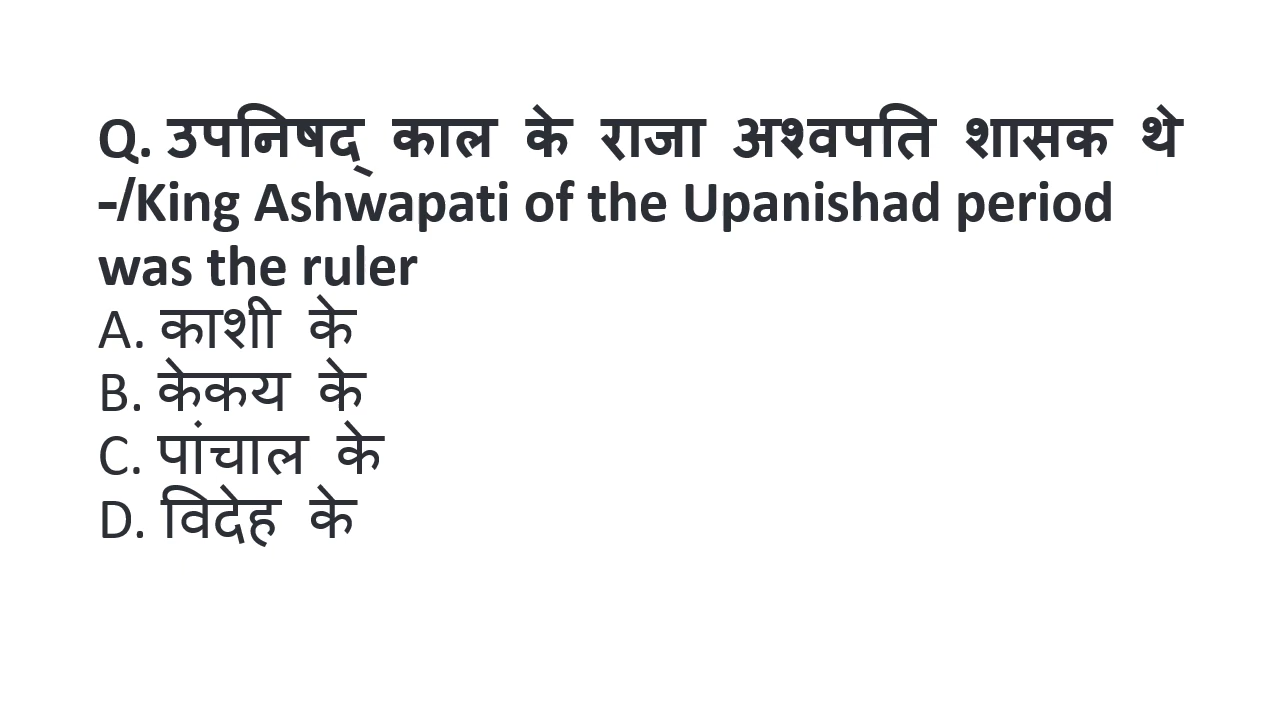 Q. उपनिषद् काल के राजा अश्वपति शासक थे
-/King Ashwapati of the Upanishad period
was the ruler
A. काशी के
B. केकय के
C. पांचाल के
D. विदेह के